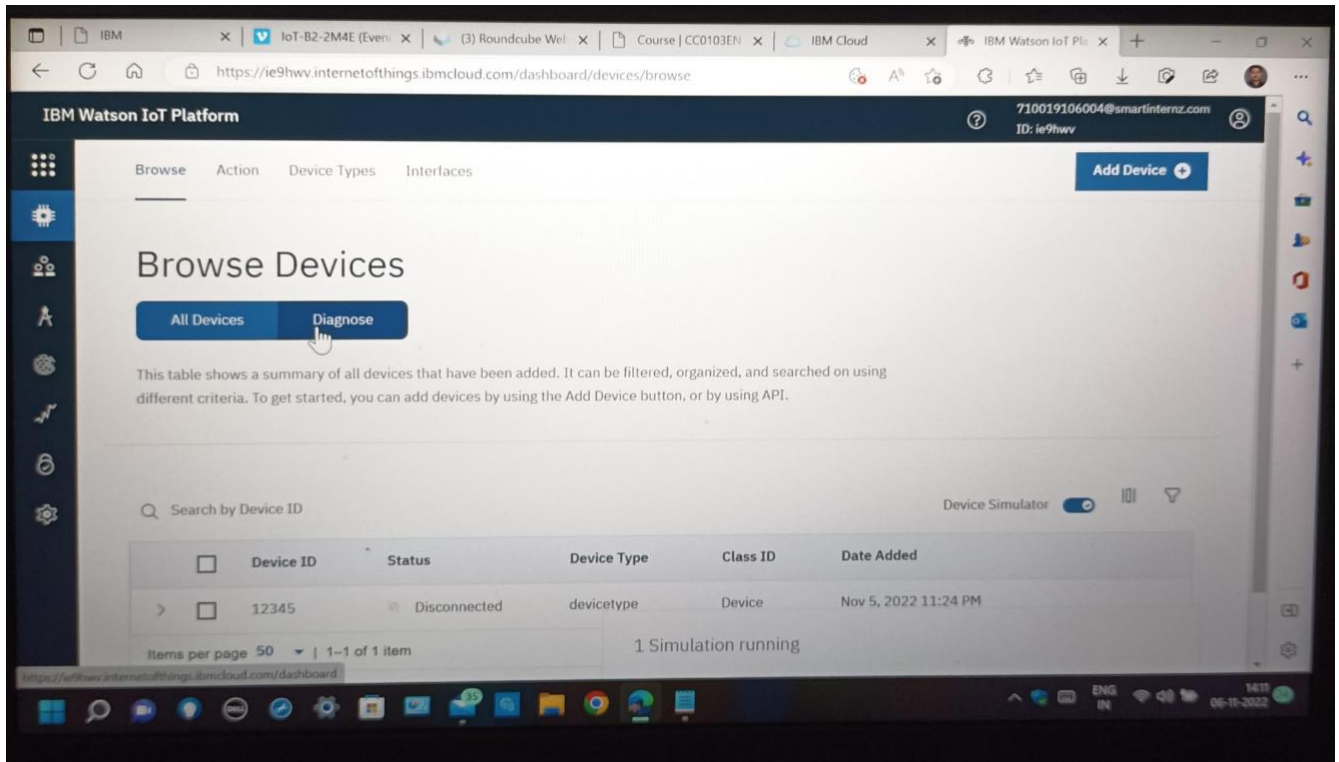 IBM
IoT-B2-2M4E (Even
(3) Roundcube Wel
Course | CC0103EN
IBM Cloud
IBM Watson IoT Pla
https://ie9hwv.internetofthings.ibmcloud.com/dashboard/devices/browse
IBM Watson IoT Platform
710019106004@smartinternz.com
ID: ie9hwv
Browse Action Device Types Interfaces
Add Device
Browse Devices
All Devices Diagnose
This table shows a summary of all devices that have been added. It can be filtered, organized, and searched on using
different criteria. To get started, you can add devices by using the Add Device button, or by using API.
Search by Device ID
Device Simulator
Device ID Status Device Type Class ID Date Added
12345 Disconnected devicetype Device Nov 5, 2022 11:24 PM
Items per page 50 | 1–1 of 1 item
1 Simulation running
https://ie9hwv.internetofthings.ibmcloud.com/dashboard
DELL
35
ENG
IN
14:11
06-11-2022